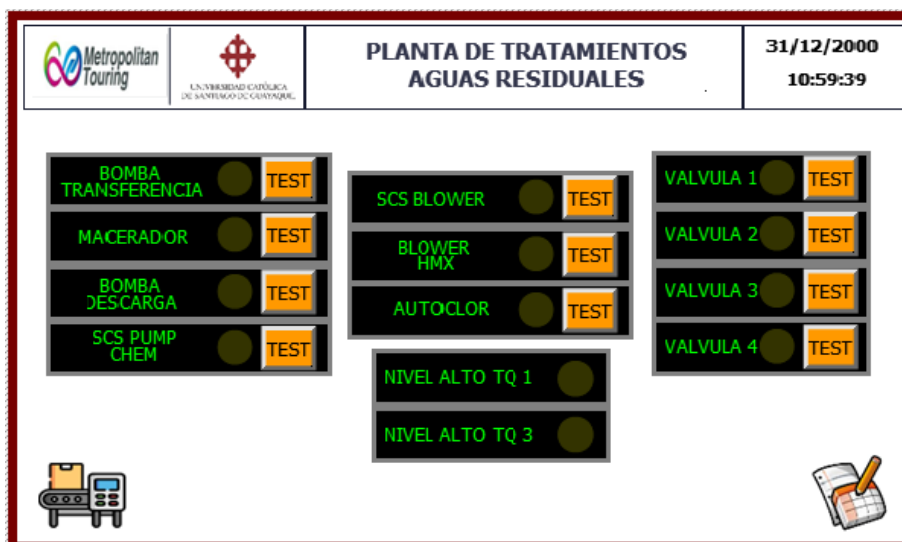 Metropolitan
Touring
UNIVERSIDAD CATÓLICA
DE SANTIAGO DE GUAYAQUIL
PLANTA DE TRATAMIENTOS
AGUAS RESIDUALES
31/12/2000
10:59:39
BOMBA
TRANSFERENCIA
TEST
MACERADOR
TEST
BOMBA
DESCARGA
TEST
SCS PUMP
CHEM
TEST
SCS BLOWER
TEST
BLOWER
HMX
TEST
AUTOCLOR
TEST
NIVEL ALTO TQ 1
NIVEL ALTO TQ 3
VALVULA 1
TEST
VALVULA 2
TEST
VALVULA 3
TEST
VALVULA 4
TEST